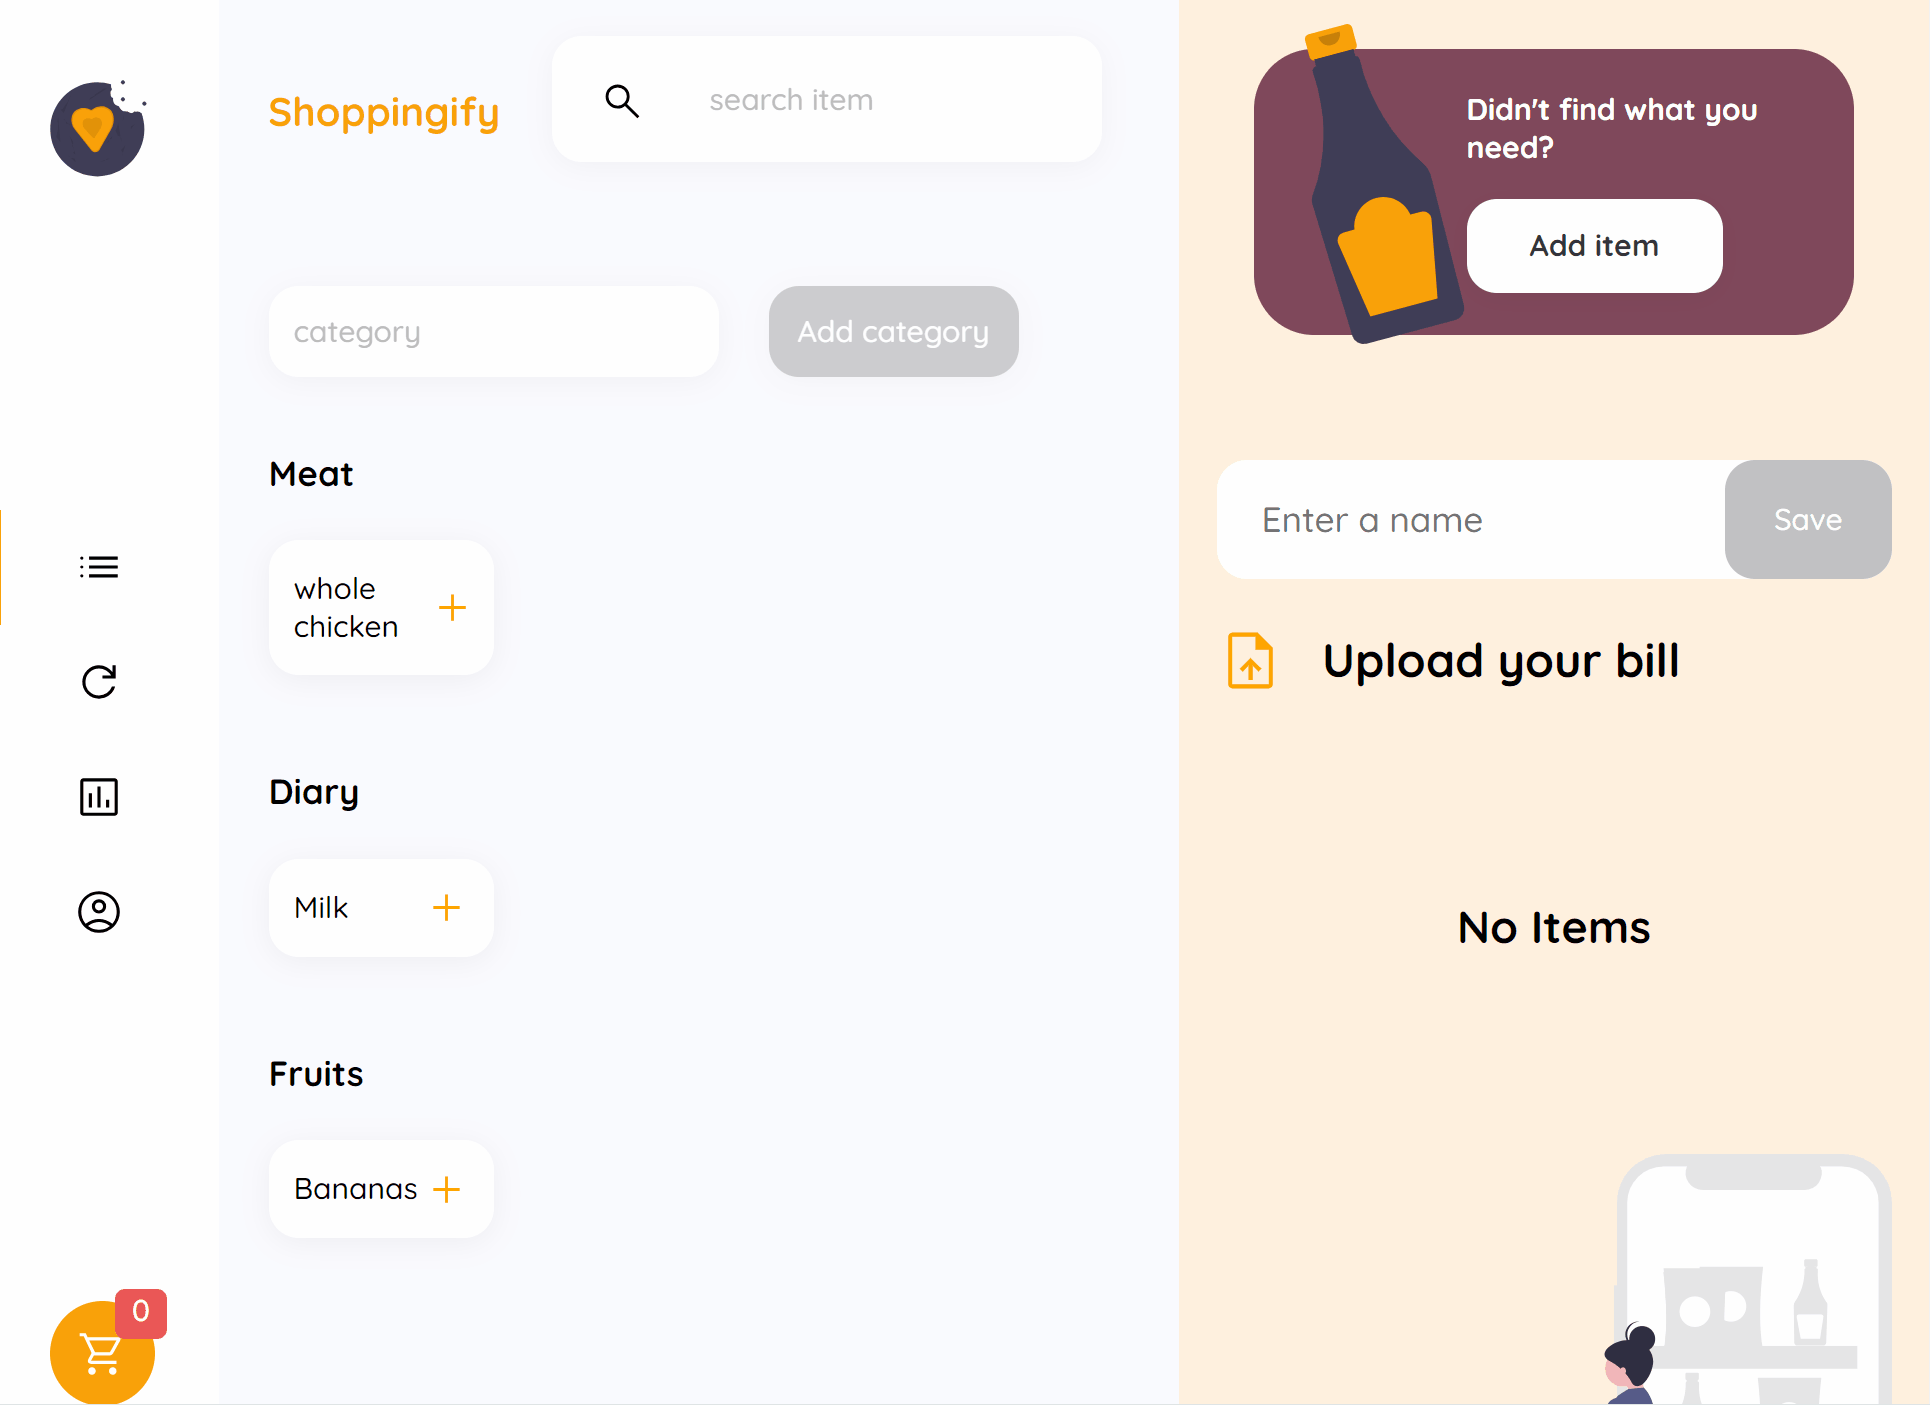 Shoppingify
search item
category
Add category
Meat
whole
chicken
Diary
Milk
Fruits
Bananas
0
Didn't find what you
need?
Add item
Enter a name
Save
Upload your bill
No Items